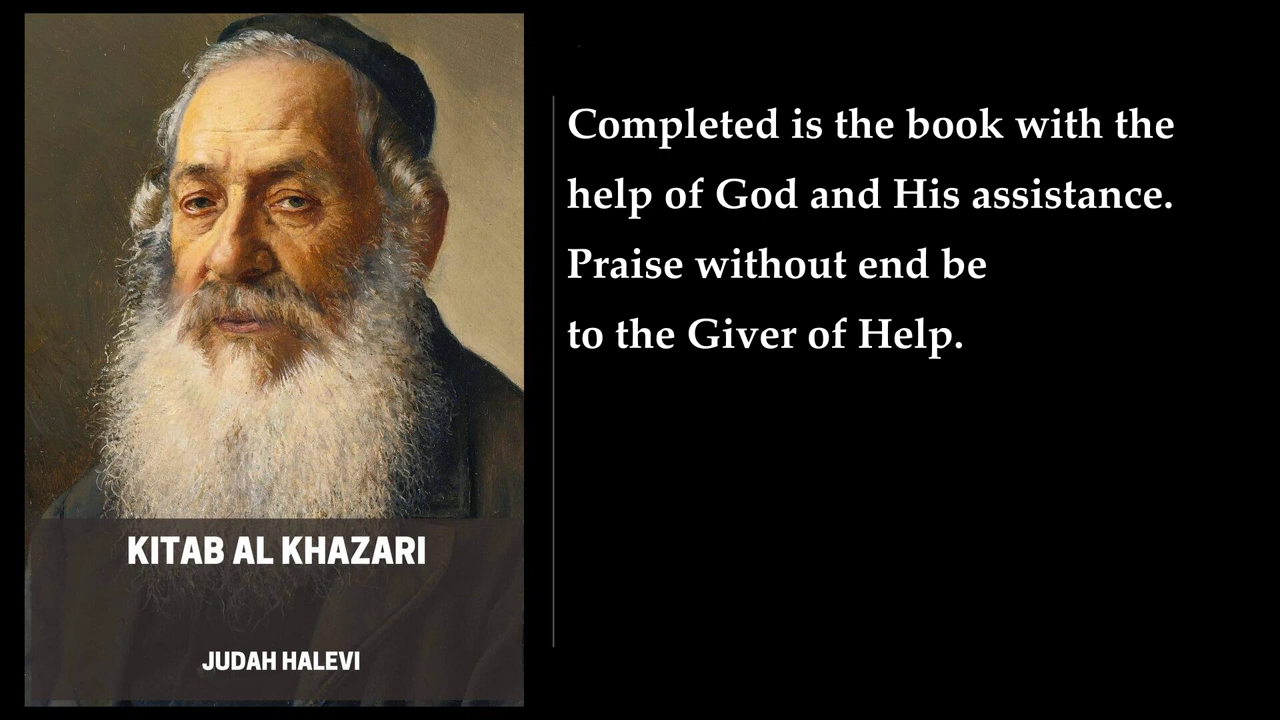 KITAB AL KHAZARI
JUDAH HALEVI
Completed is the book with the
help of God and His assistance.
Praise without end be
to the Giver of Help.